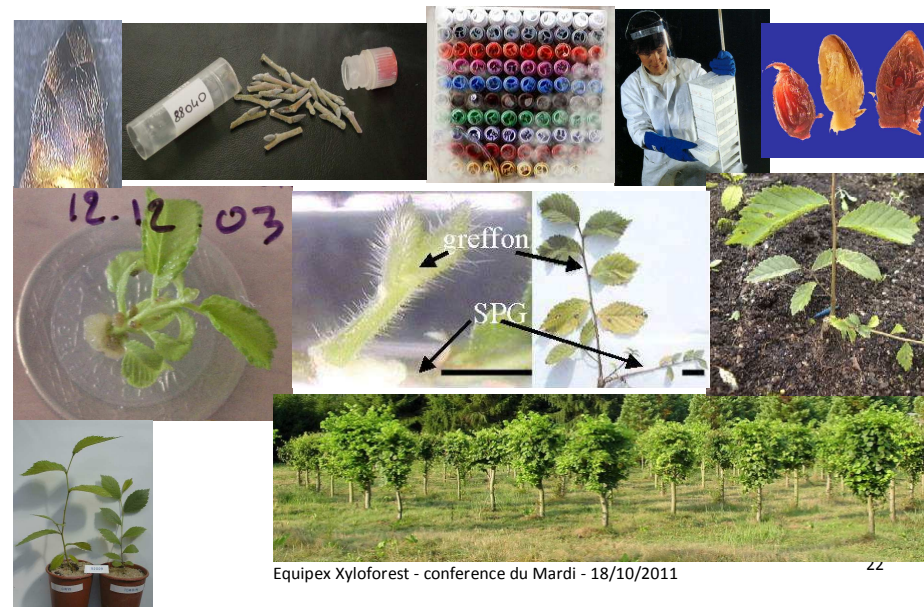 88040
12.12.03
greffon
SPG
Equipex Xyloforest - conference du Mardi - 18/10/2011
22